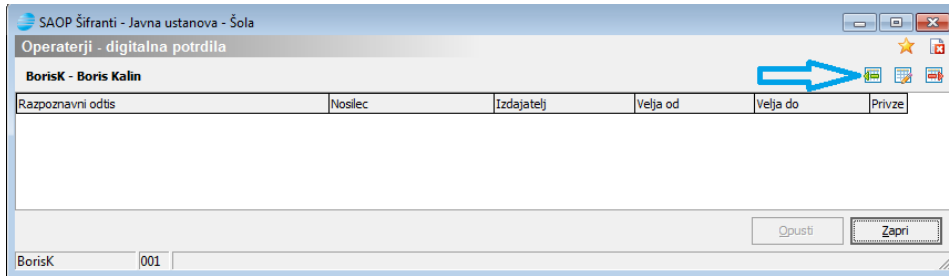 SAOP Šifranti - Javna ustanova - Šola
Operaterji - digitalna potrdila
BorisK - Boris Kalin
Razpoznavni odtis Nosilec Izdajatelj Velja od Velja do Privze
Opusti Zapri
BorisK 001